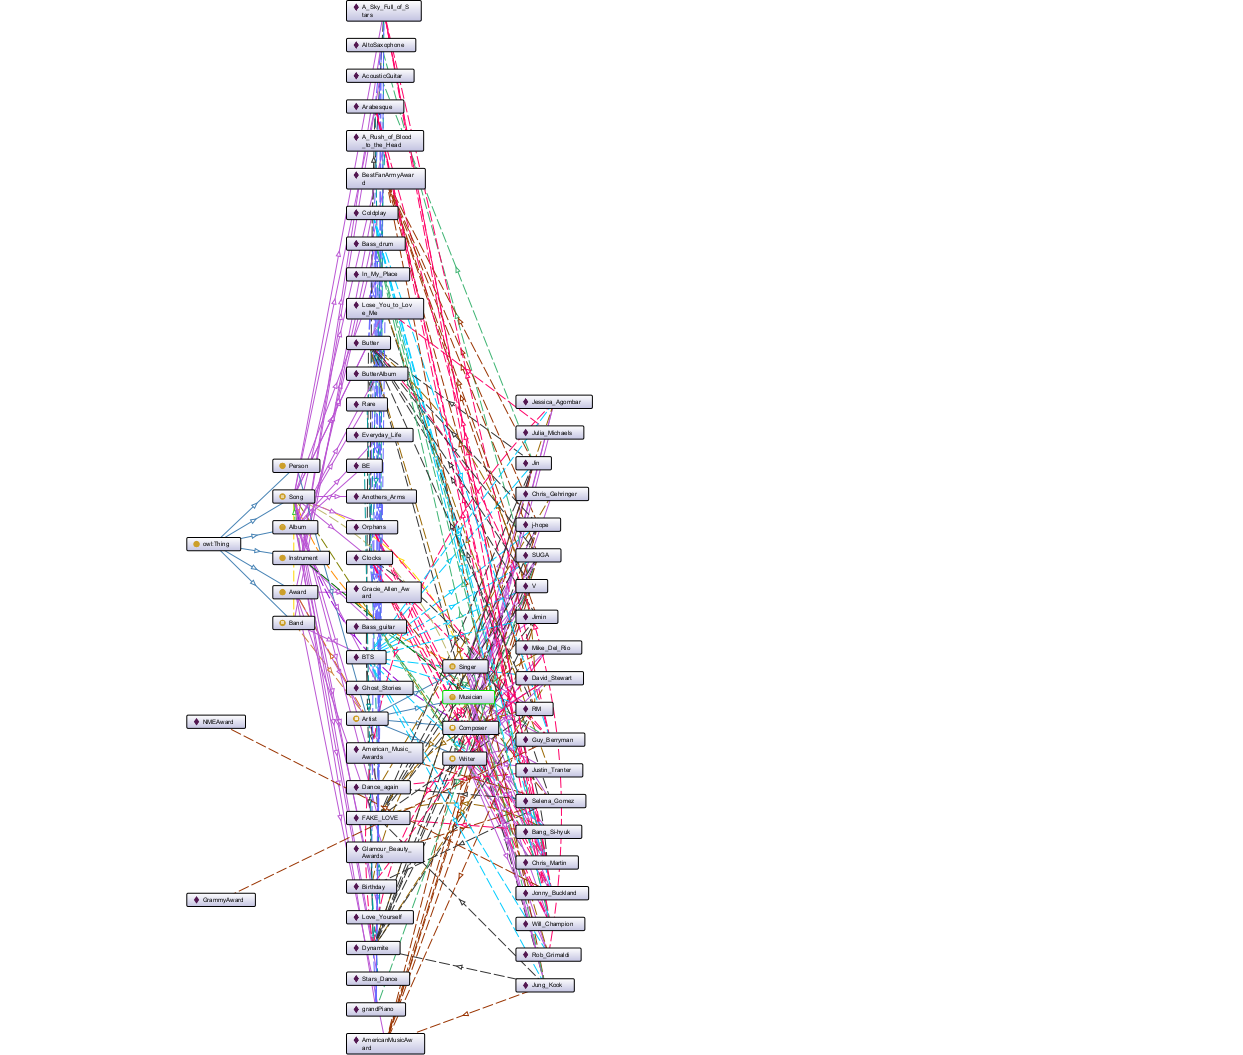 A_Sky_Full_of_S
tars
AltoSaxophone
AcousticGuitar
Arabesque
A_Rush_of_Blood
_to_the_Head
BestFanArmyAwar
d
Coldplay
Bass_drum
In_My_Place
Lose_You_to_Lov
e_Me
Butter
ButterAlbum
Rare
Everyday_Life
BE
Anothers_Arms
Orphans
Clocks
Gracie_Allen_Aw
ard
Bass_guitar
BTS
Ghost_Stories
Artist
American_Music_
Awards
Dance_again
FAKE_LOVE
Glamour_Beauty_
Awards
Birthday
Love_Yourself
Dynamite
Stars_Dance
grandPiano
AmericanMusicAw
ard
Person
Song
Album
Instrument
Award
Band
owl:Thing
NMEAward
GrammyAward
Singer
Musician
Composer
Writer
Jessica_Agombar
Julia_Michaels
Jin
Chris_Gehringer
j-hope
SUGA
V
Jimin
Mike_Del_Rio
David_Stewart
RM
Guy_Berryman
Justin_Tranter
Selena_Gomez
Bang_Si-hyuk
Chris_Martin
Jonny_Buckland
Will_Champion
Rob_Grimaldi
Jung_Kook